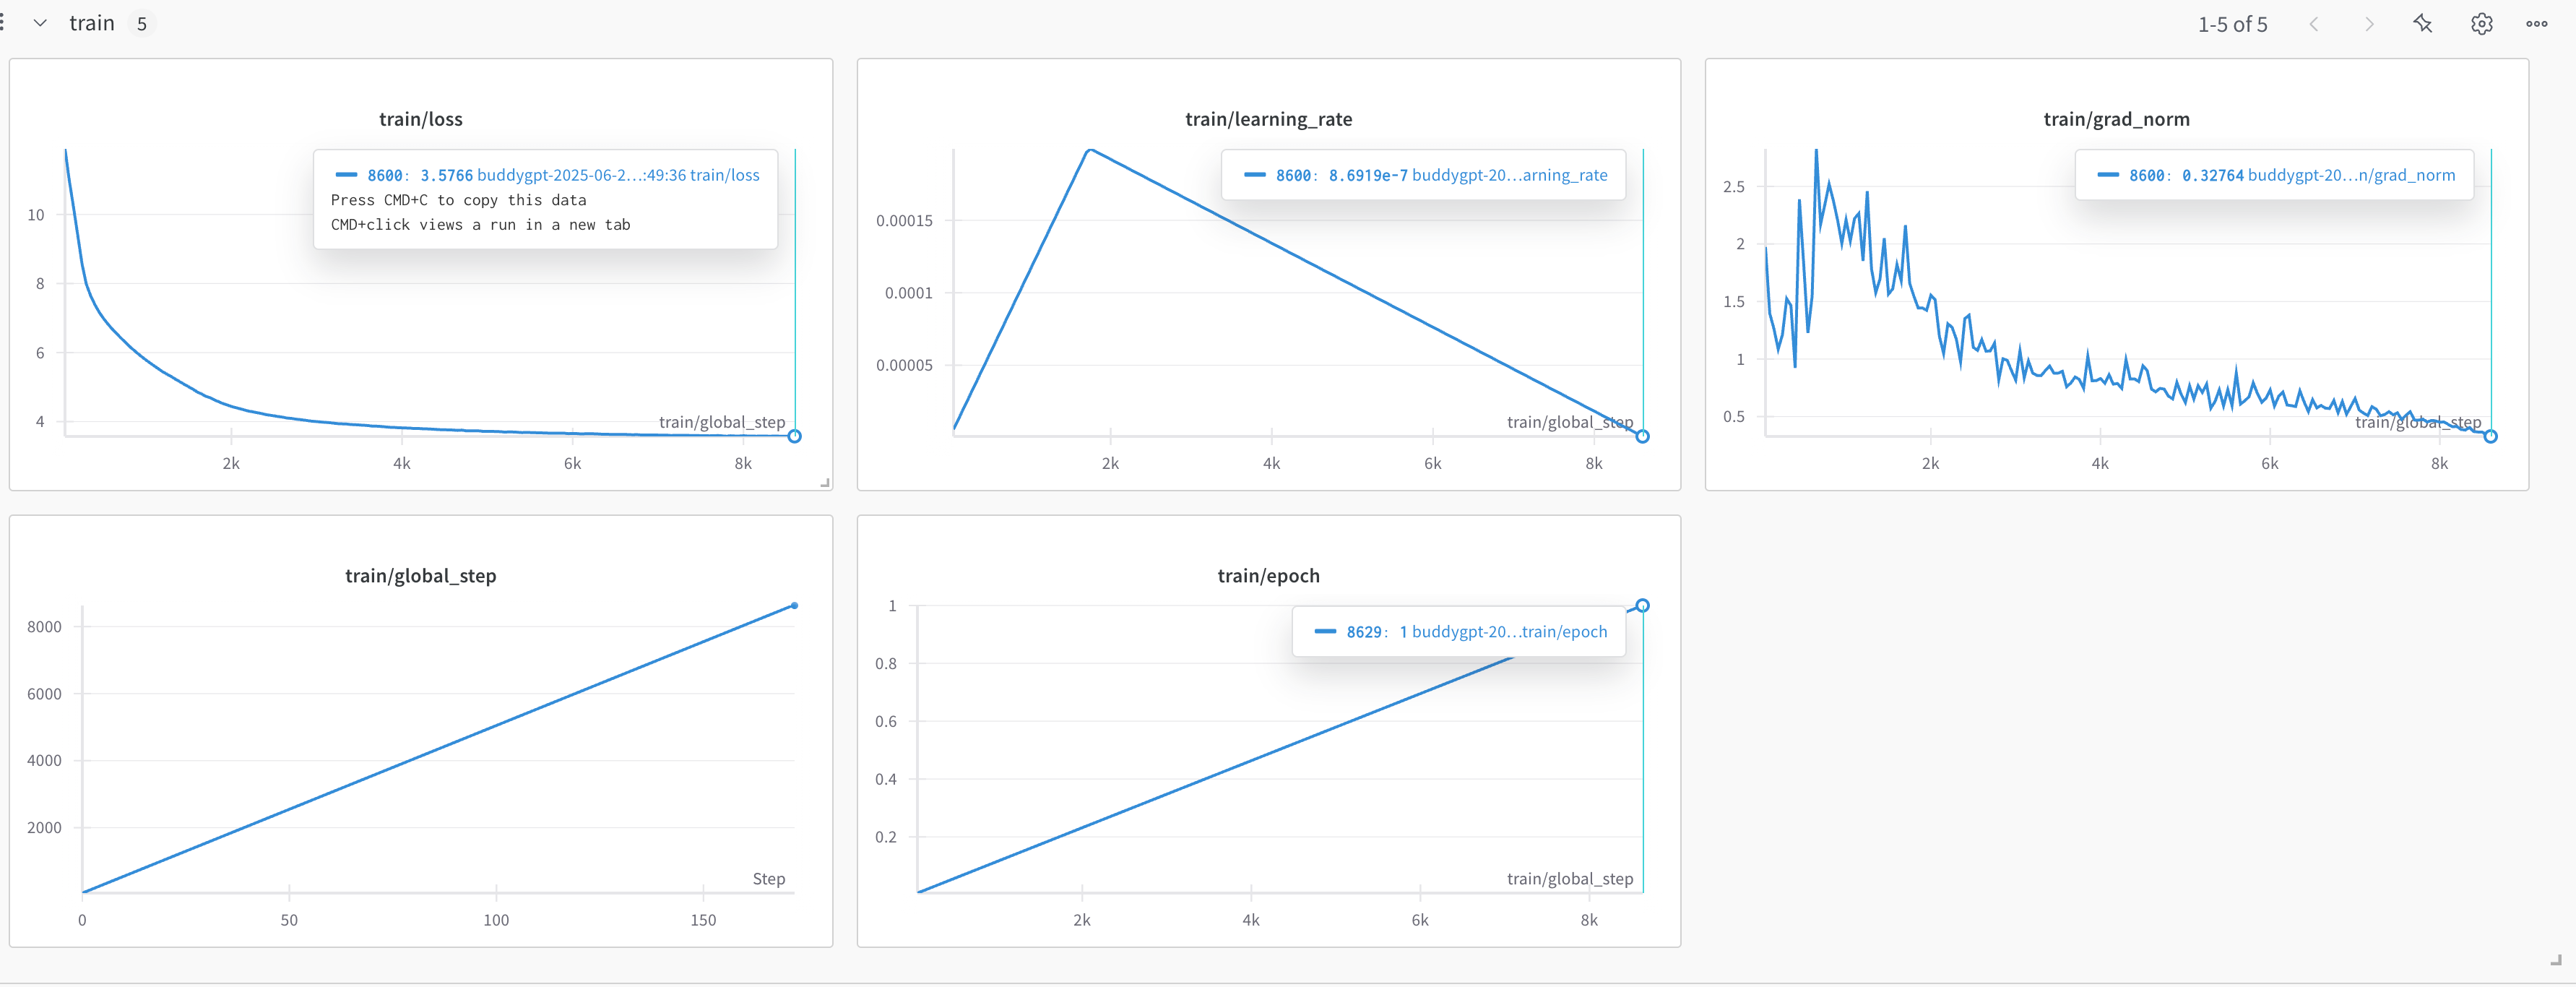 train 5
1-5 of 5
train/loss
8600: 3.5766 buddygpt-2025-06-2...:49:36 train/loss
Press CMD+C to copy this data
CMD+click views a run in a new tab
10
8
6
4
train/global_step
2k 4k 6k 8k
train/learning_rate
8600: 8.6919e-7 buddygpt-20...arning_rate
0.00015
0.0001
0.00005
train/global_step
2k 4k 6k 8k
train/grad_norm
8600: 0.32764 buddygpt-20...n/grad_norm
2.5
2
1.5
1
0.5
train/global_step
2k 4k 6k 8k
train/global_step
8000
6000
4000
2000
Step
0 50 100 150
train/epoch
8629: 1 buddygpt-20...train/epoch
1
0.8
0.6
0.4
0.2
train/global_step
2k 4k 6k 8k